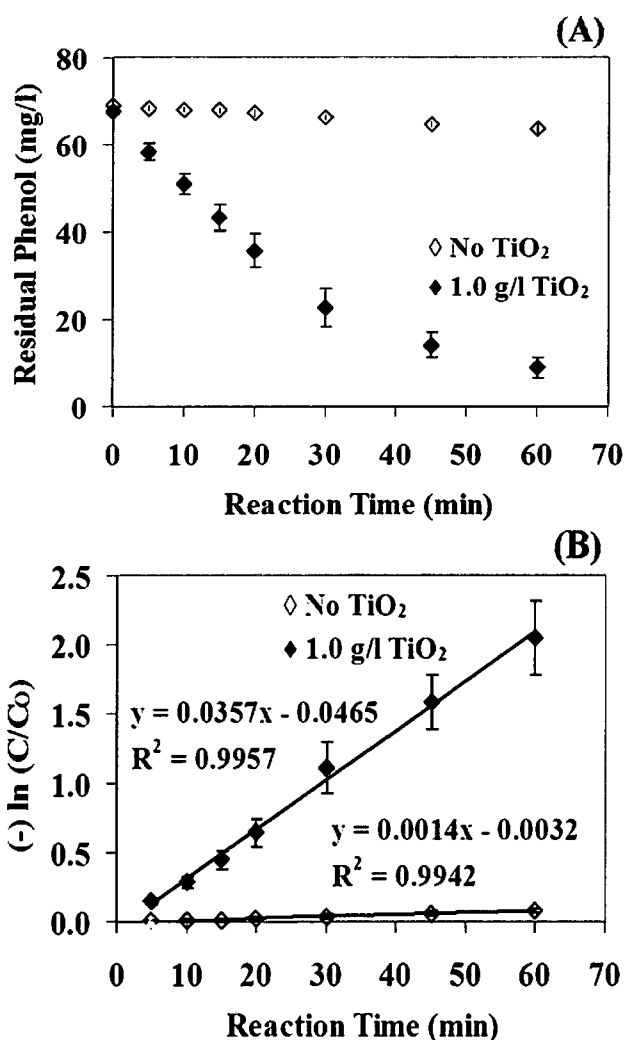 (A)
Residual Phenol (mg/l)
80
60
40
20
0
No TiO₂
1.0 g/l TiO₂
0 10 20 30 40 50 60 70
Reaction Time (min)
(B)
(-) ln (C/Co)
2.5
2.0
1.5
1.0
0.5
0.0
No TiO₂
1.0 g/l TiO₂
y = 0.0357x - 0.0465
R² = 0.9957
y = 0.0014x - 0.0032
R² = 0.9942
0 10 20 30 40 50 60 70
Reaction Time (min)